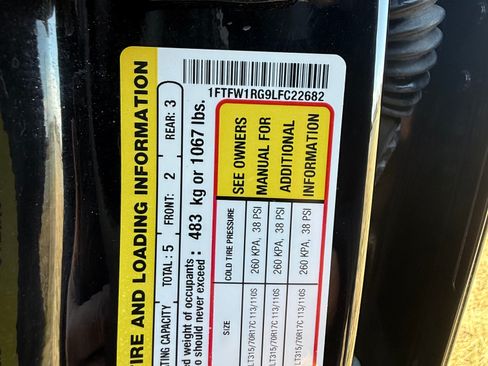 1FTFW1RG9LFC22682
TIRE AND LOADING INFORMATION
SEATING CAPACITY TOTAL : 5 FRONT: 2 REAR: 3
weight of occupants :
should never exceed : 483 kg or 1067 lbs.
SIZE COLD TIRE PRESSURE SEE OWNERS
LT315/70R17C 113/110S 260 KPA, 38 PSI MANUAL FOR
LT315/70R17C 113/110S 260 KPA, 38 PSI ADDITIONAL
LT315/70R17C 113/110S 260 KPA, 38 PSI INFORMATION